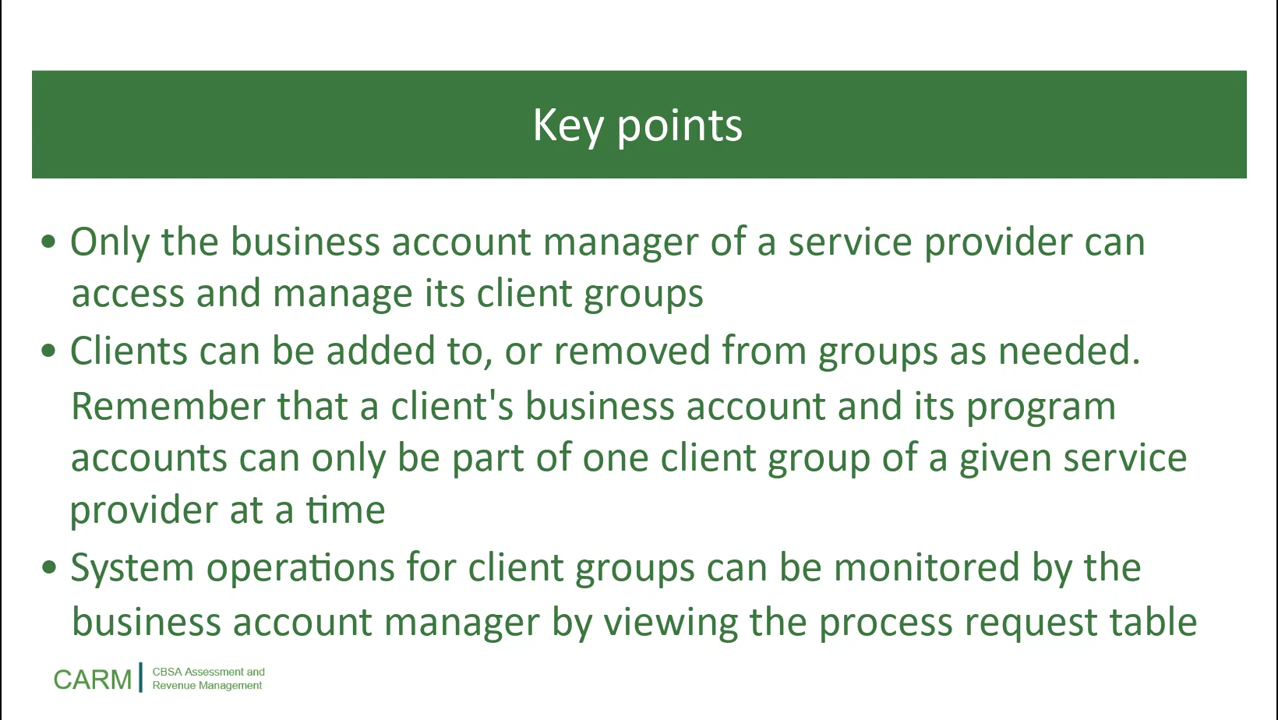 Key points
• Only the business account manager of a service provider can
access and manage its client groups
• Clients can be added to, or removed from groups as needed.
Remember that a client's business account and its program
accounts can only be part of one client group of a given service
provider at a time
• System operations for client groups can be monitored by the
business account manager by viewing the process request table
CARM
CBSA Assessment and
Revenue Management